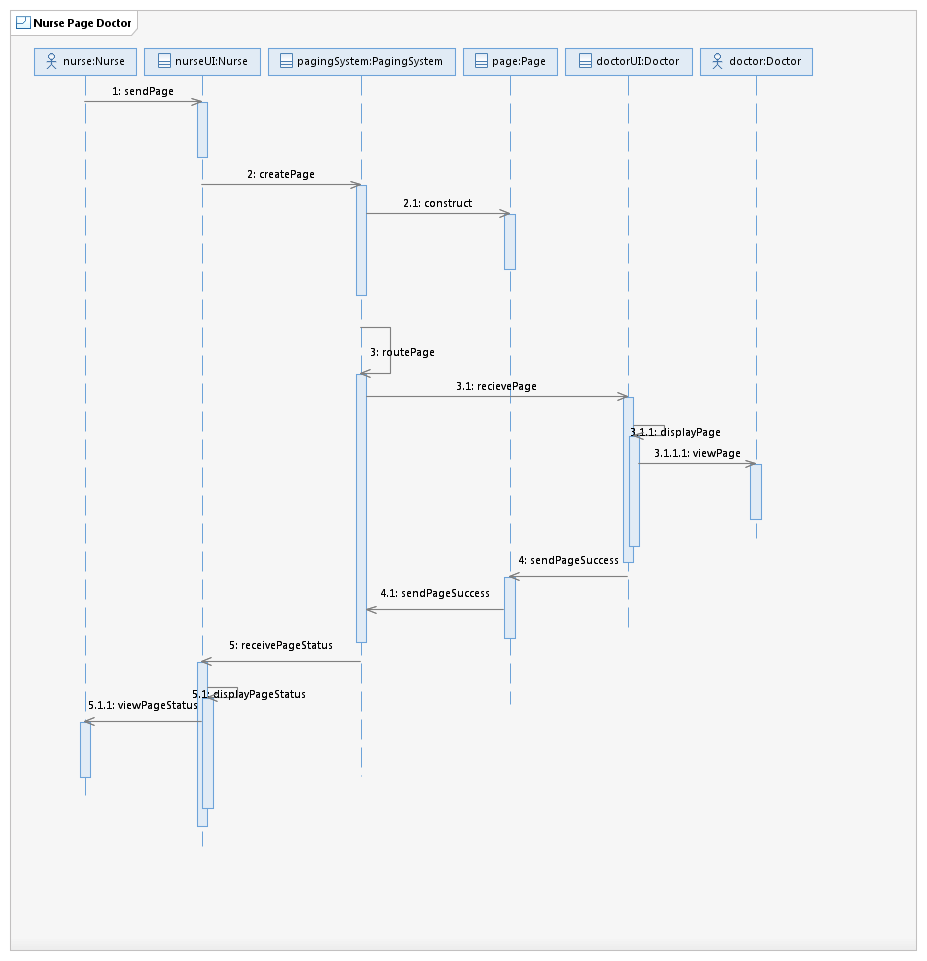 Nurse Page Doctor
nurse:Nurse
nurseUI:Nurse
pagingSystem:PagingSystem
page:Page
doctorUI:Doctor
doctor:Doctor
1: sendPage
2: createPage
2.1: construct
3: routePage
3.1: recievePage
3.1.1: displayPage
3.1.1.1: viewPage
4: sendPageSuccess
4.1: sendPageSuccess
5: receivePageStatus
5.1: displayPageStatus
5.1.1: viewPageStatus